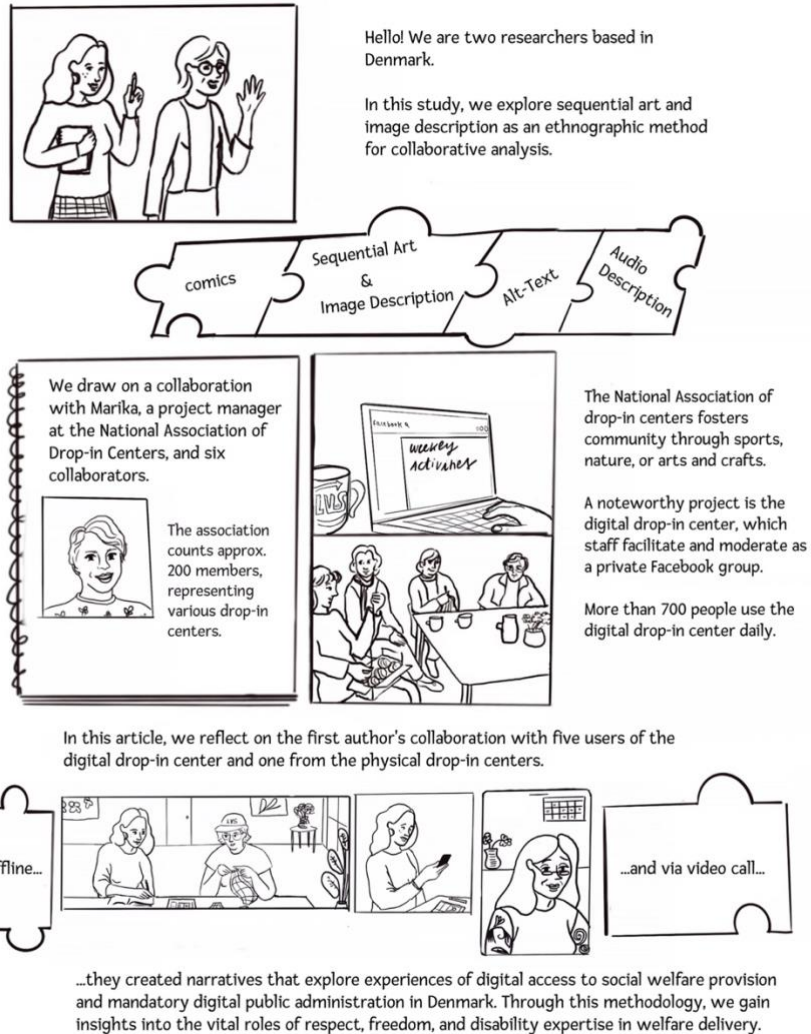 Hello! We are two researchers based in
Denmark.
In this study, we explore sequential art and
image description as an ethnographic method
for collaborative analysis.
comics
Sequential Art
&
Image Description
Alt-Text
Audio
Description
We draw on a collaboration
with Marika, a project manager
at the National Association of
Drop-in Centers, and six
collaborators.
The association
counts approx.
200 members,
representing
various drop-in
centers.
Facebook
weekly
Activities
LVS
The National Association of
drop-in centers fosters
community through sports,
nature, or arts and crafts.
A noteworthy project is the
digital drop-in center, which
staff facilitate and moderate as
a private Facebook group.
More than 700 people use the
digital drop-in center daily.
In this article, we reflect on the first author's collaboration with five users of the
digital drop-in center and one from the physical drop-in centers.
fline...
LVS
...and via video call...
...they created narratives that explore experiences of digital access to social welfare provision
and mandatory digital public administration in Denmark. Through this methodology, we gain
insights into the vital roles of respect, freedom, and disability expertise in welfare delivery.